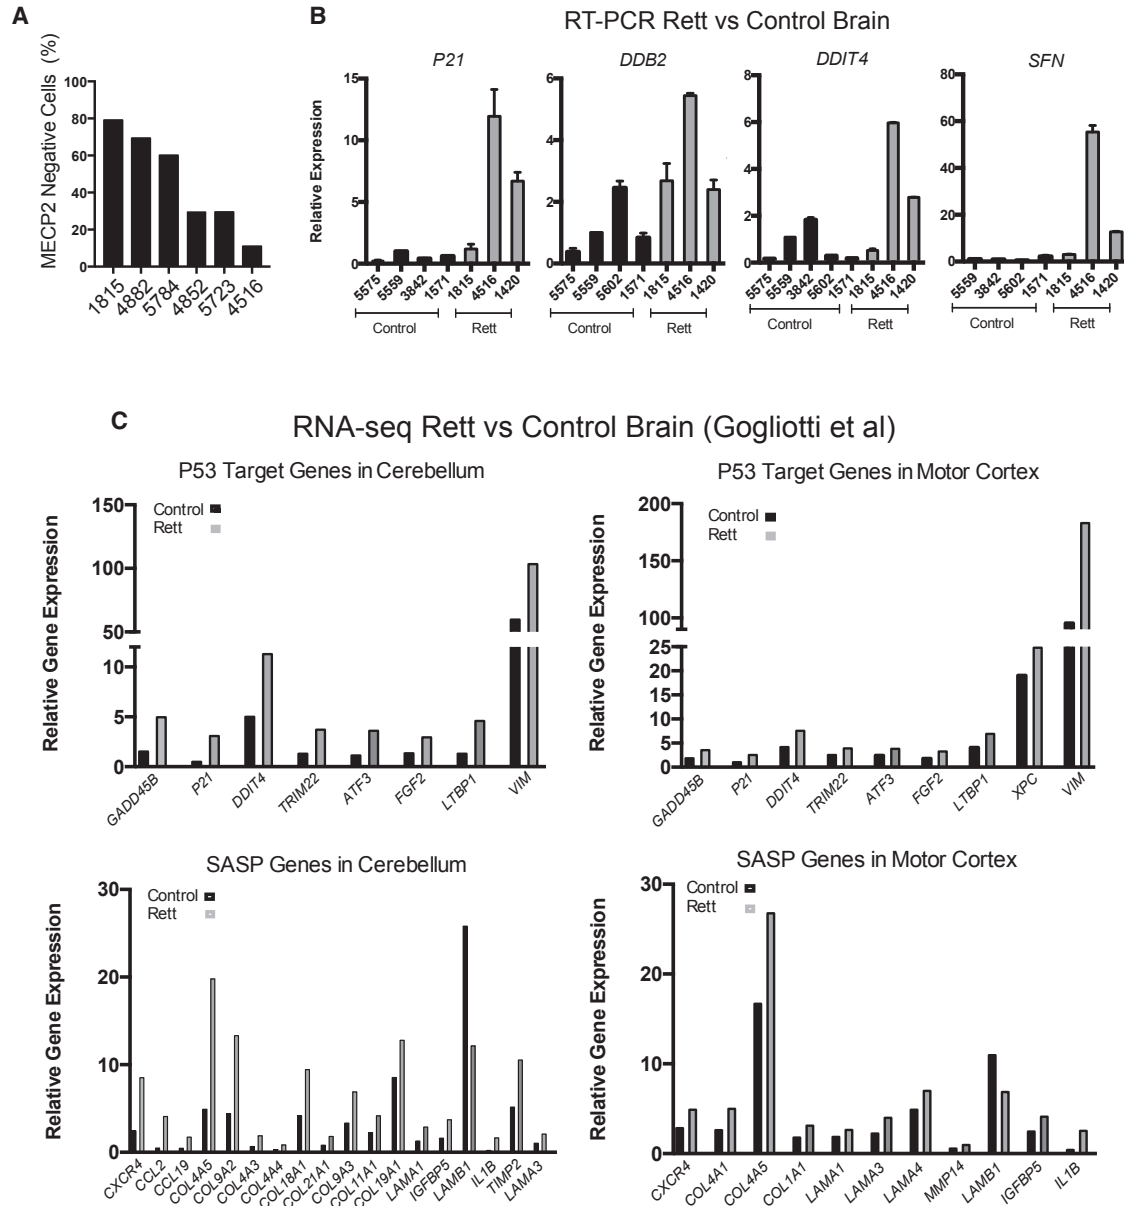 A
MECP2 Negative Cells (%)
100
80
60
40
20
0
1815
4882
5784
4852
5723
4516
B
RT-PCR Rett vs Control Brain
Relative Expression
P21
15
10
5
0
5575
5559
3842
1571
1815
4516
1420
Control
Rett
DDB2
6
4
2
0
5575
5559
5602
1571
1815
4516
1420
Control
Rett
DDIT4
8
6
4
2
0
5575
5559
3842
5602
1571
1815
4516
1420
Control
Rett
SFN
80
60
40
20
0
5559
3842
5602
1571
1815
4516
1420
Control
Rett
C
RNA-seq Rett vs Control Brain (Gogliotti et al)
P53 Target Genes in Cerebellum
Relative Gene Expression
150
100
50
10
5
0
Control
Rett
GADD45B
P21
DDIT4
TRIM22
ATF3
FGF2
LTBP1
VIM
P53 Target Genes in Motor Cortex
Relative Gene Expression
200
150
100
25
20
15
10
5
0
Control
Rett
GADD45B
P21
DDIT4
TRIM22
ATF3
FGF2
LTBP1
XPC
VIM
SASP Genes in Cerebellum
Relative Gene Expression
30
20
10
0
Control
Rett
CXCR4
CCL2
CCL19
COL4A5
COL9A2
COL4A3
COL4A4
COL18A1
COL21A1
COL9A3
COL11A1
COL19A1
LAMA1
IGFBP5
LAMB1
IL1B
TIMP2
LAMA3
SASP Genes in Motor Cortex
Relative Gene Expression
30
20
10
0
Control
Rett
CXCR4
COL4A1
COL4A5
COL1A1
LAMA1
LAMA3
LAMA4
MMP14
LAMB1
IGFBP5
IL1B